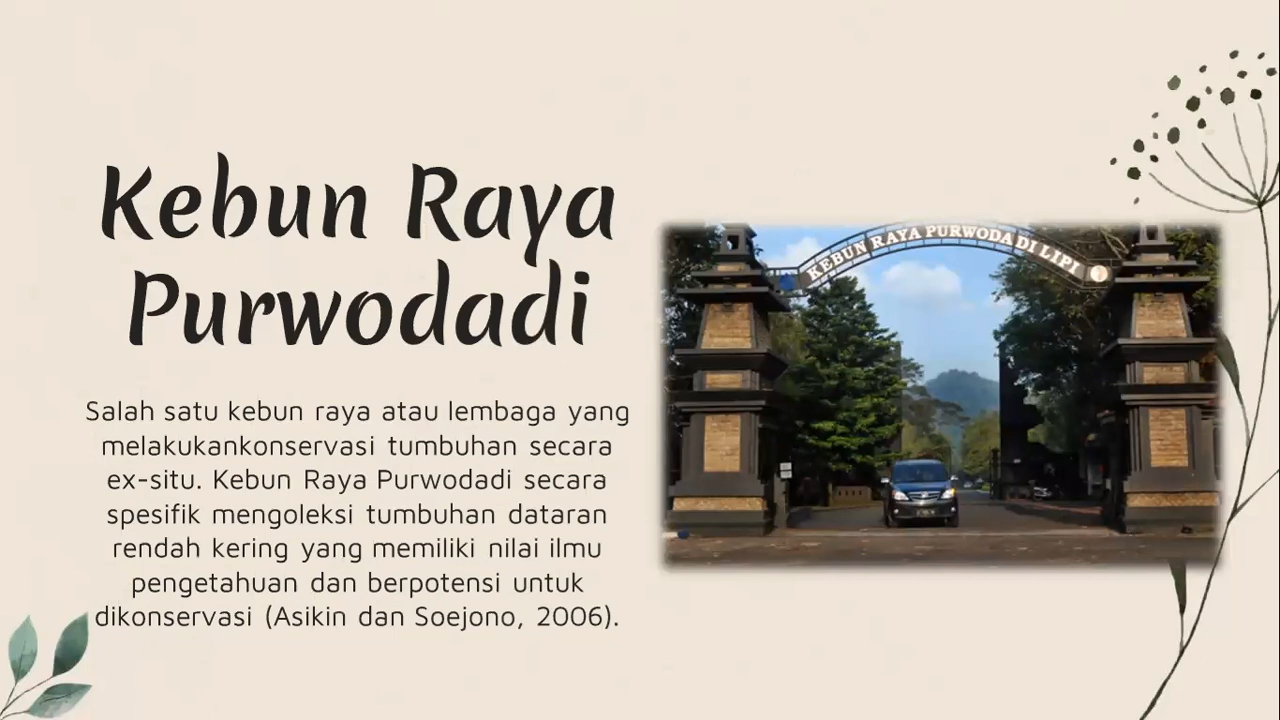 Kebun Raya
Purwodadi
Salah satu kebun raya atau lembaga yang
melakukankonservasi tumbuhan secara
ex-situ. Kebun Raya Purwodadi secara
spesifik mengoleksi tumbuhan dataran
rendah kering yang memiliki nilai ilmu
pengetahuan dan berpotensi untuk
dikonservasi (Asikin dan Soejono, 2006).
KEBUN RAYA PURWODADI LIPI